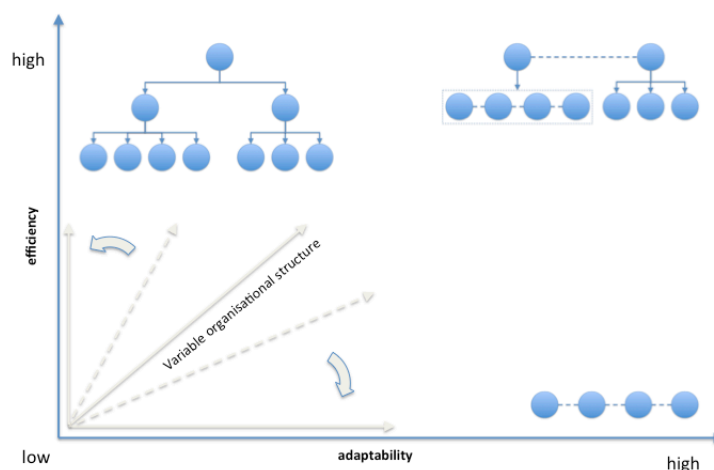 high
efficiency
Variable organisational structure
low
adaptability
high